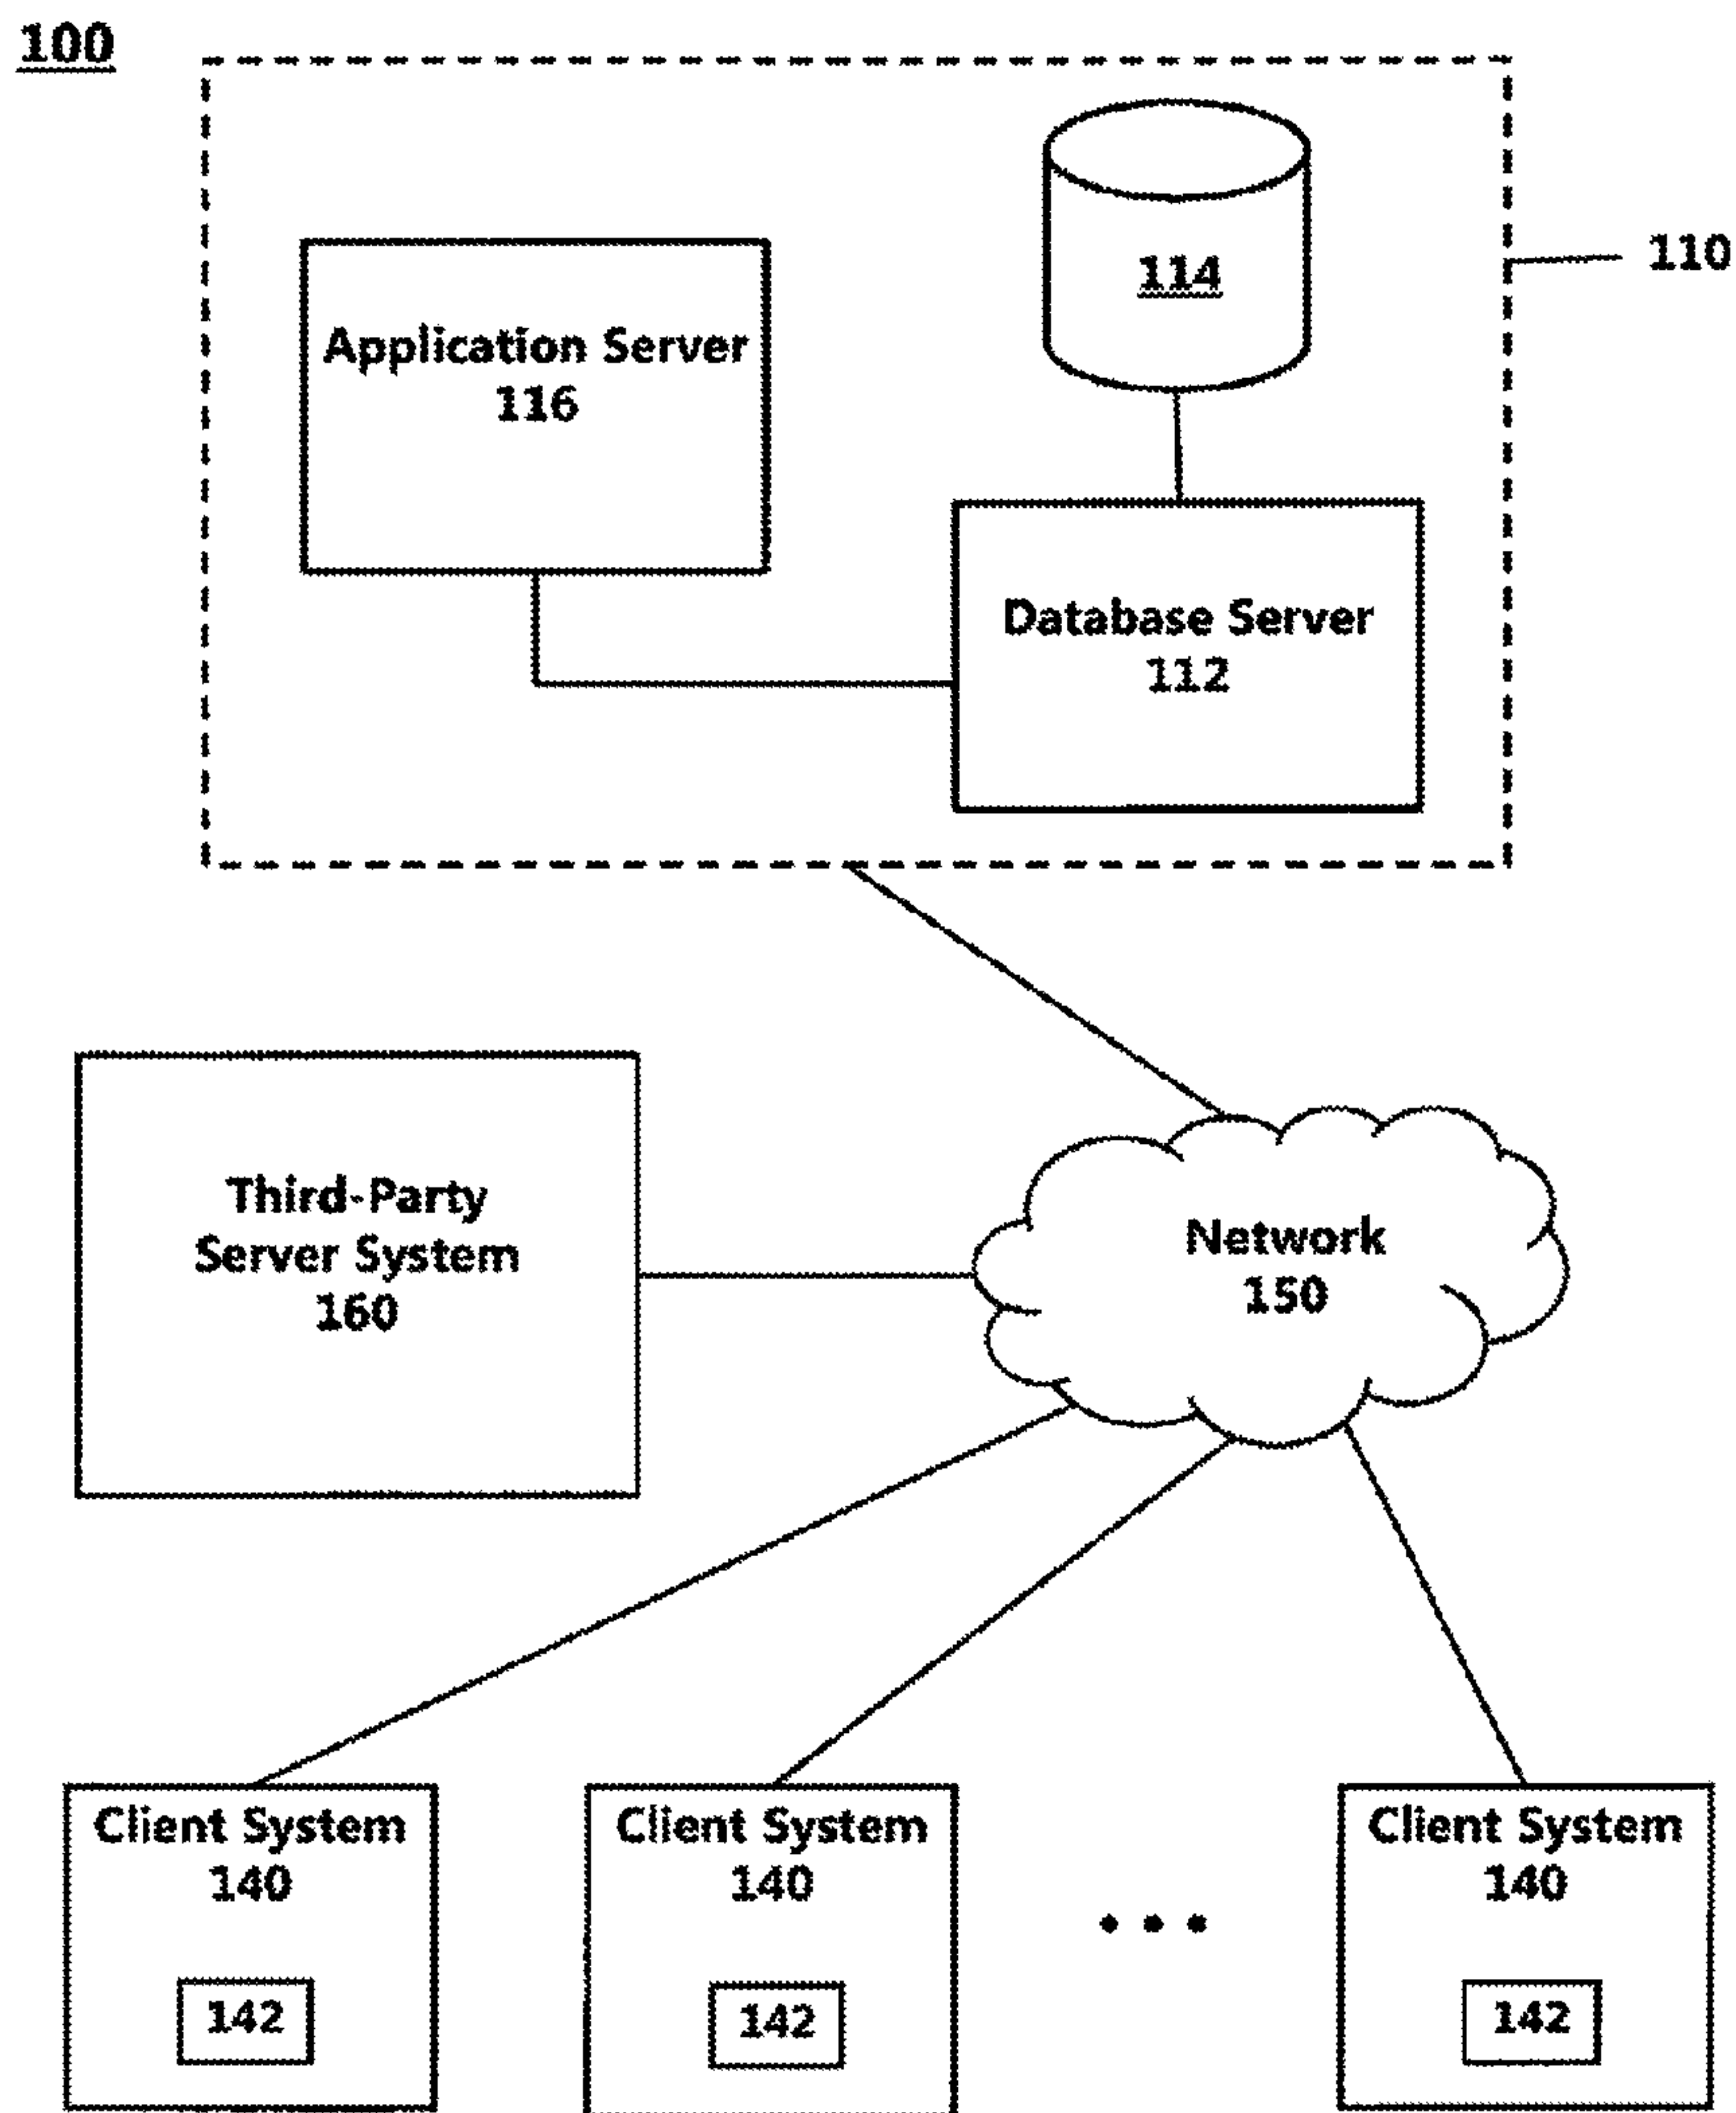 100
114
110
Application Server
116
Database Server
112
Third-Party
Server System
160
Network
150
Client System
140
142
Client System
140
142
Client System
140
142